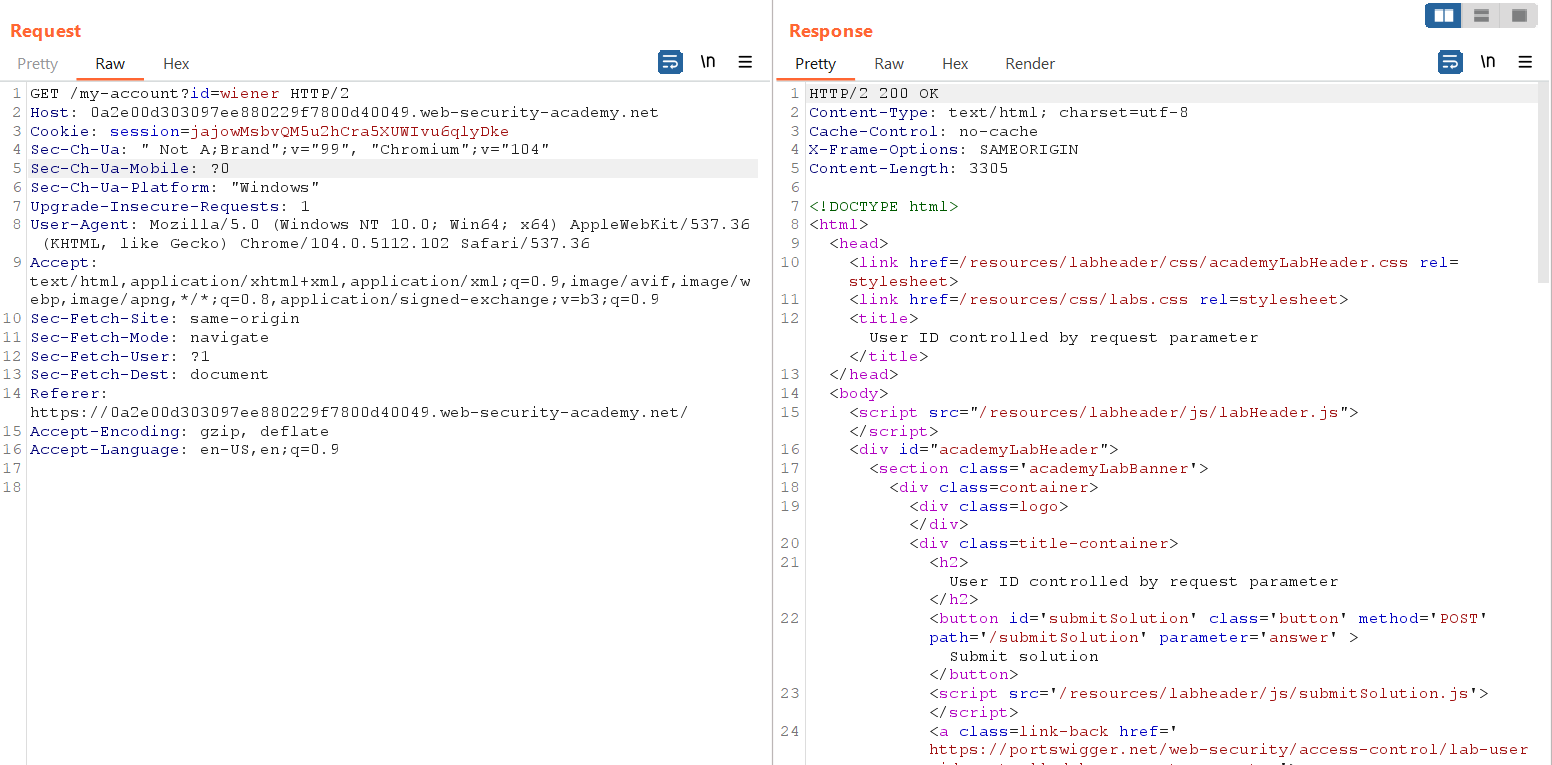 Request
Pretty Raw Hex \n
1 GET /my-account?id=wiener HTTP/2
2 Host: 0a2e00d303097ee880229f7800d40049.web-security-academy.net
3 Cookie: session=jajowMsbvQM5u2hCra5XUWIvu6qlyDke
4 Sec-Ch-Ua: " Not A;Brand";v="99", "Chromium";v="104"
5 Sec-Ch-Ua-Mobile: ?0
6 Sec-Ch-Ua-Platform: "Windows"
7 Upgrade-Insecure-Requests: 1
8 User-Agent: Mozilla/5.0 (Windows NT 10.0; Win64; x64) AppleWebKit/537.36
(KHTML, like Gecko) Chrome/104.0.5112.102 Safari/537.36
9 Accept:
text/html,application/xhtml+xml,application/xml;q=0.9,image/avif,image/w
ebp,image/apng,*/*;q=0.8,application/signed-exchange;v=b3;q=0.9
10 Sec-Fetch-Site: same-origin
11 Sec-Fetch-Mode: navigate
12 Sec-Fetch-User: ?1
13 Sec-Fetch-Dest: document
14 Referer:
https://0a2e00d303097ee880229f7800d40049.web-security-academy.net/
15 Accept-Encoding: gzip, deflate
16 Accept-Language: en-US,en;q=0.9
17
18
Response
Pretty Raw Hex Render \n
1 HTTP/2 200 OK
2 Content-Type: text/html; charset=utf-8
3 Cache-Control: no-cache
4 X-Frame-Options: SAMEORIGIN
5 Content-Length: 3305
6
7 <!DOCTYPE html>
8 <html>
9 <head>
10 <link href=/resources/labheader/css/academyLabHeader.css rel=
stylesheet>
11 <link href=/resources/css/labs.css rel=stylesheet>
12 <title>
User ID controlled by request parameter
</title>
13 </head>
14 <body>
15 <script src="/resources/labheader/js/labHeader.js">
</script>
16 <div id="academyLabHeader">
17 <section class='academyLabBanner'>
18 <div class=container>
19 <div class=logo>
</div>
20 <div class=title-container>
21 <h2>
User ID controlled by request parameter
</h2>
22 <button id='submitSolution' class='button' method='POST'
path='/submitSolution' parameter='answer' >
Submit solution
</button>
23 <script src='/resources/labheader/js/submitSolution.js'>
</script>
24 <a class=link-back href='
https://portswigger.net/web-security/access-control/lab-user